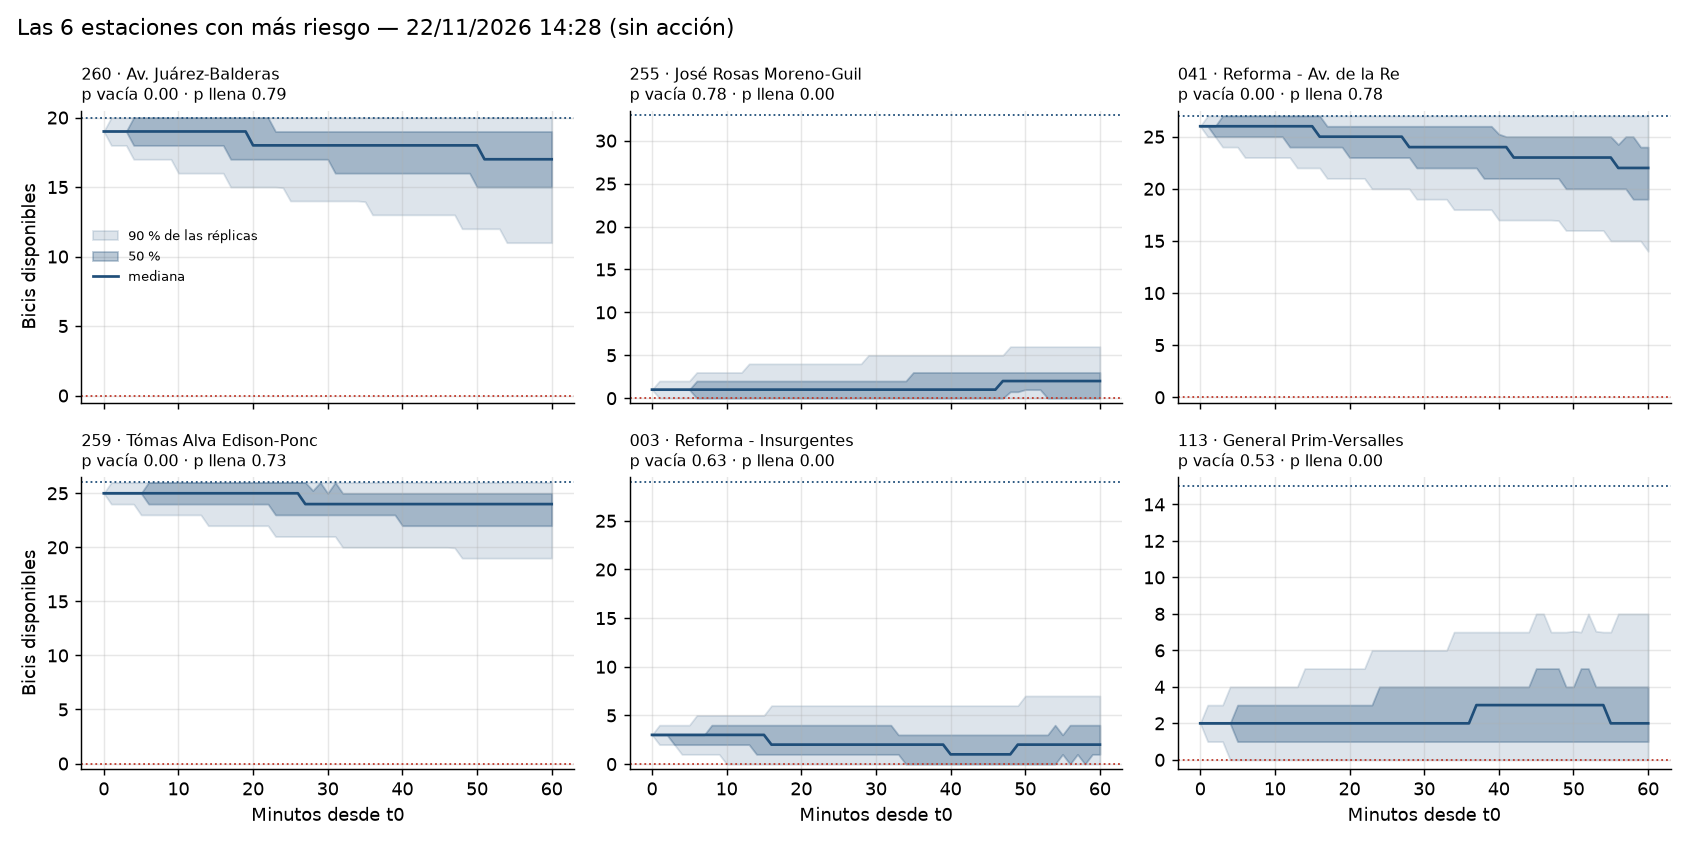 Las 6 estaciones con más riesgo — 22/11/2026 14:28 (sin acción)
260 · Av. Juárez-Balderas
p vacía 0.00 · p llena 0.79
255 · José Rosas Moreno-Guil
p vacía 0.78 · p llena 0.00
041 · Reforma - Av. de la Re
p vacía 0.00 · p llena 0.78
Bicis disponibles
20
15
10
5
0
90 % de las réplicas
50 %
mediana
30
25
20
15
10
5
0
25
20
15
10
5
0
259 · Tómas Alva Edison-Ponc
p vacía 0.00 · p llena 0.73
003 · Reforma - Insurgentes
p vacía 0.63 · p llena 0.00
113 · General Prim-Versalles
p vacía 0.53 · p llena 0.00
Bicis disponibles
25
20
15
10
5
0
0 10 20 30 40 50 60
Minutos desde t0
25
20
15
10
5
0
0 10 20 30 40 50 60
Minutos desde t0
14
12
10
8
6
4
2
0
0 10 20 30 40 50 60
Minutos desde t0